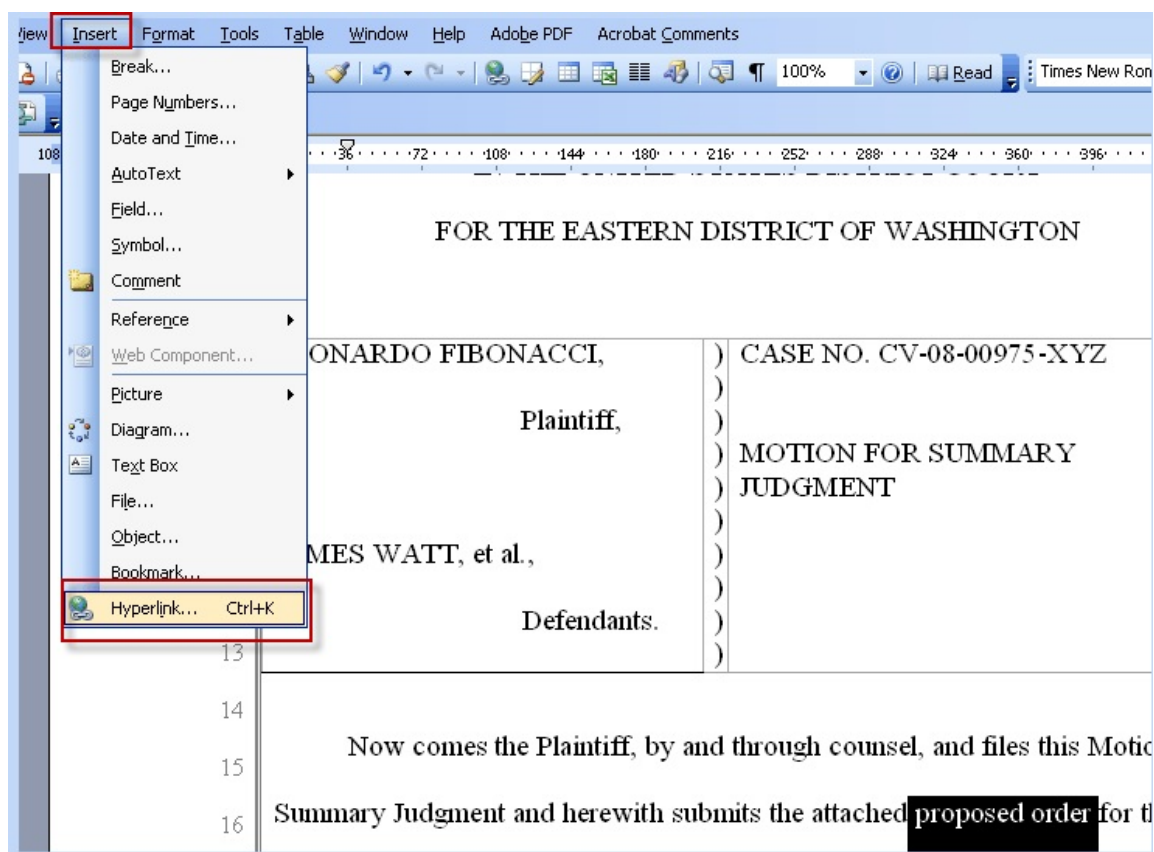 View Insert Format Tools Table Window Help Adobe PDF Acrobat Comments
100% Read Times New Rom
Break...
Page Numbers...
Date and Time...
AutoText
Field...
Symbol...
Comment
Reference
Web Component...
Picture
Diagram...
Text Box
File...
Object...
Bookmark...
Hyperlink... Ctrl+K
108 36 72 108 144 180 216 252 288 324 360 396
FOR THE EASTERN DISTRICT OF WASHINGTON
ONARDO FIBONACCI, ) CASE NO. CV-08-00975-XYZ
)
Plaintiff, )
) MOTION FOR SUMMARY
) JUDGMENT
)
MES WATT, et al., )
)
Defendants. )
13 )
14
15 Now comes the Plaintiff, by and through counsel, and files this Motio
16 Summary Judgment and herewith submits the attached proposed order for th